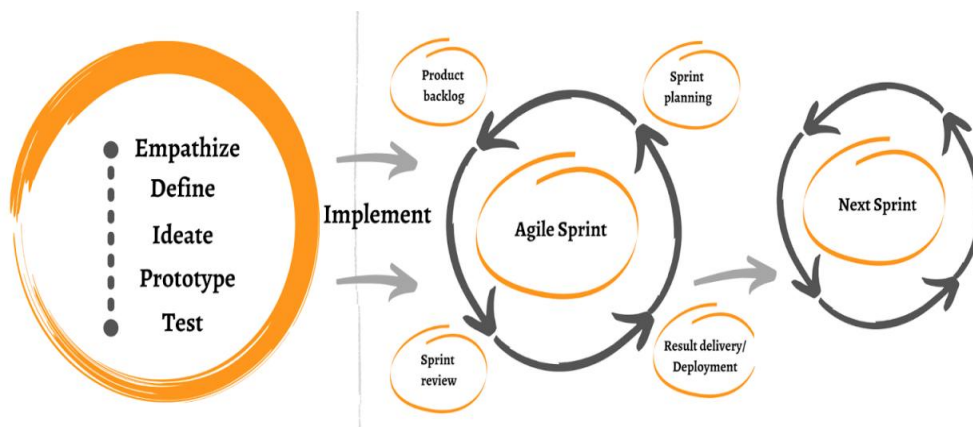 Empathize
Define
Ideate
Prototype
Test
Implement
Product
backlog
Sprint
planning
Agile Sprint
Sprint
review
Result delivery/
Deployment
Next Sprint